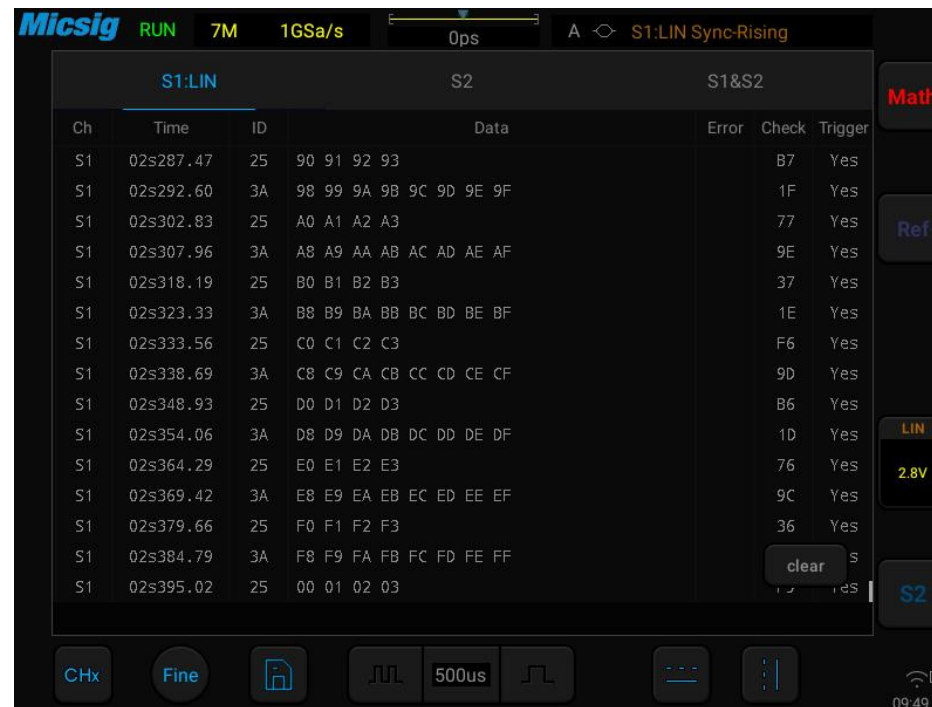 Micsig RUN 7M 1GSa/s 0ps A S1:LIN Sync-Rising
S1:LIN S2 S1&S2
Math
Ch Time ID Data Error Check Trigger
S1 02s287.47 25 90 91 92 93 B7 Yes
S1 02s292.60 3A 98 99 9A 9B 9C 9D 9E 9F 1F Yes
S1 02s302.83 25 A0 A1 A2 A3 77 Yes
Ref
S1 02s307.96 3A A8 A9 AA AB AC AD AE AF 9E Yes
S1 02s318.19 25 B0 B1 B2 B3 37 Yes
S1 02s323.33 3A B8 B9 BA BB BC BD BE BF 1E Yes
S1 02s333.56 25 C0 C1 C2 C3 F6 Yes
S1 02s338.69 3A C8 C9 CA CB CC CD CE CF 9D Yes
S1 02s348.93 25 D0 D1 D2 D3 B6 Yes
S1 02s354.06 3A D8 D9 DA DB DC DD DE DF 1D Yes
LIN
S1 02s364.29 25 E0 E1 E2 E3 76 Yes
2.8V
S1 02s369.42 3A E8 E9 EA EB EC ED EE EF 9C Yes
S1 02s379.66 25 F0 F1 F2 F3 36 Yes
S1 02s384.79 3A F8 F9 FA FB FC FD FE FF
clear
S1 02s395.02 25 00 01 02 03
S2
CHx Fine 500us
09:49